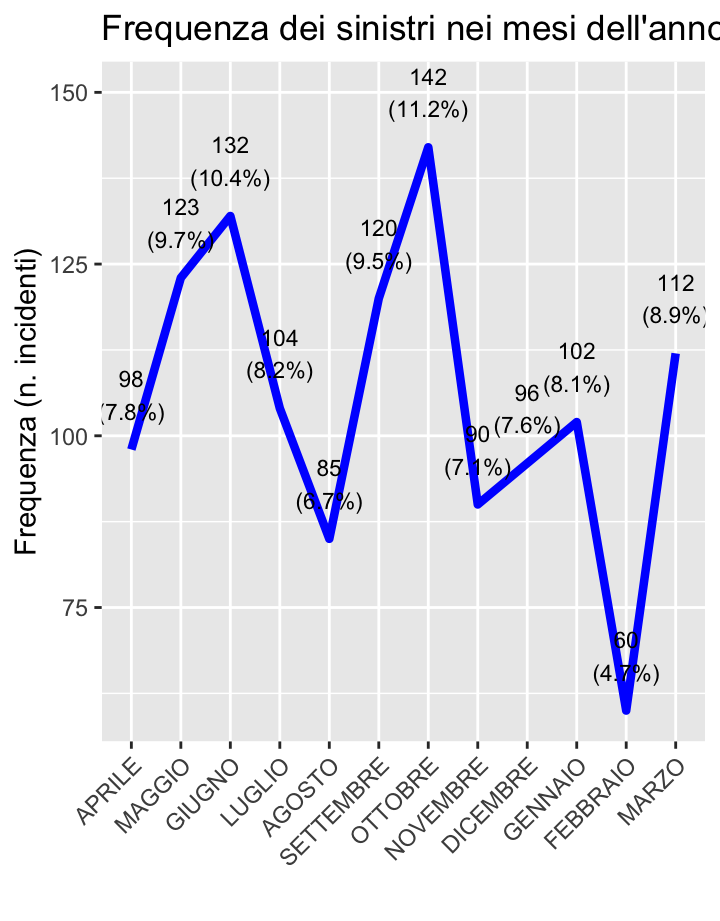 Frequenza dei sinistri nei mesi dell'anno
Frequenza (n. incidenti)
150
125
100
75
98
(7.8%)
123
(9.7%)
132
(10.4%)
104
(8.2%)
85
(6.7%)
120
(9.5%)
142
(11.2%)
90
(7.1%)
96
(7.6%)
102
(8.1%)
60
(4.7%)
112
(8.9%)
APRILE
MAGGIO
GIUGNO
LUGLIO
AGOSTO
SETTEMBRE
OTTOBRE
NOVEMBRE
DICEMBRE
GENNAIO
FEBBRAIO
MARZO